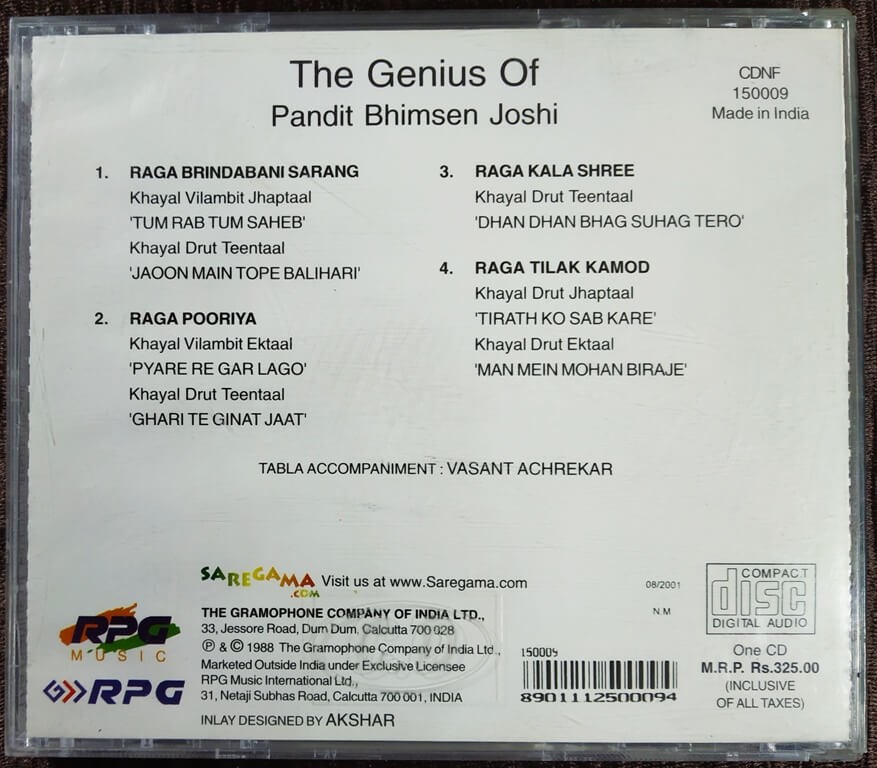 The Genius Of
Pandit Bhimsen Joshi
CDNF
150009
Made in India
1. RAGA BRINDABANI SARANG
Khayal Vilambit Jhaptaal
'TUM RAB TUM SAHEB'
Khayal Drut Teentaal
'JAOON MAIN TOPE BALIHARI'
2. RAGA POORIYA
Khayal Vilambit Ektaal
'PYARE RE GAR LAGO'
Khayal Drut Teentaal
'GHARI TE GINAT JAAT'
3. RAGA KALA SHREE
Khayal Drut Teentaal
'DHAN DHAN BHAG SUHAG TERO'
4. RAGA TILAK KAMOD
Khayal Drut Jhaptaal
'TIRATH KO SAB KARE'
Khayal Drut Ektaal
'MAN MEIN MOHAN BIRAJE'
TABLA ACCOMPANIMENT : VASANT ACHREKAR
RPG
MUSIC
RPG
SAREGAMA
.COM
Visit us at www.Saregama.com
THE GRAMOPHONE COMPANY OF INDIA LTD.,
33, Jessore Road, Dum Dum, Calcutta 700 028
℗ & © 1988 The Gramophone Company of India Ltd.,
Marketed Outside India under Exclusive Licensee
RPG Music International Ltd.,
31, Netaji Subhas Road, Calcutta 700 001, INDIA
INLAY DESIGNED BY AKSHAR
08/2001
N.M
150009
8901112500094
COMPACT
disc
DIGITAL AUDIO
One CD
M.R.P. Rs.325.00
(INCLUSIVE
OF ALL TAXES)